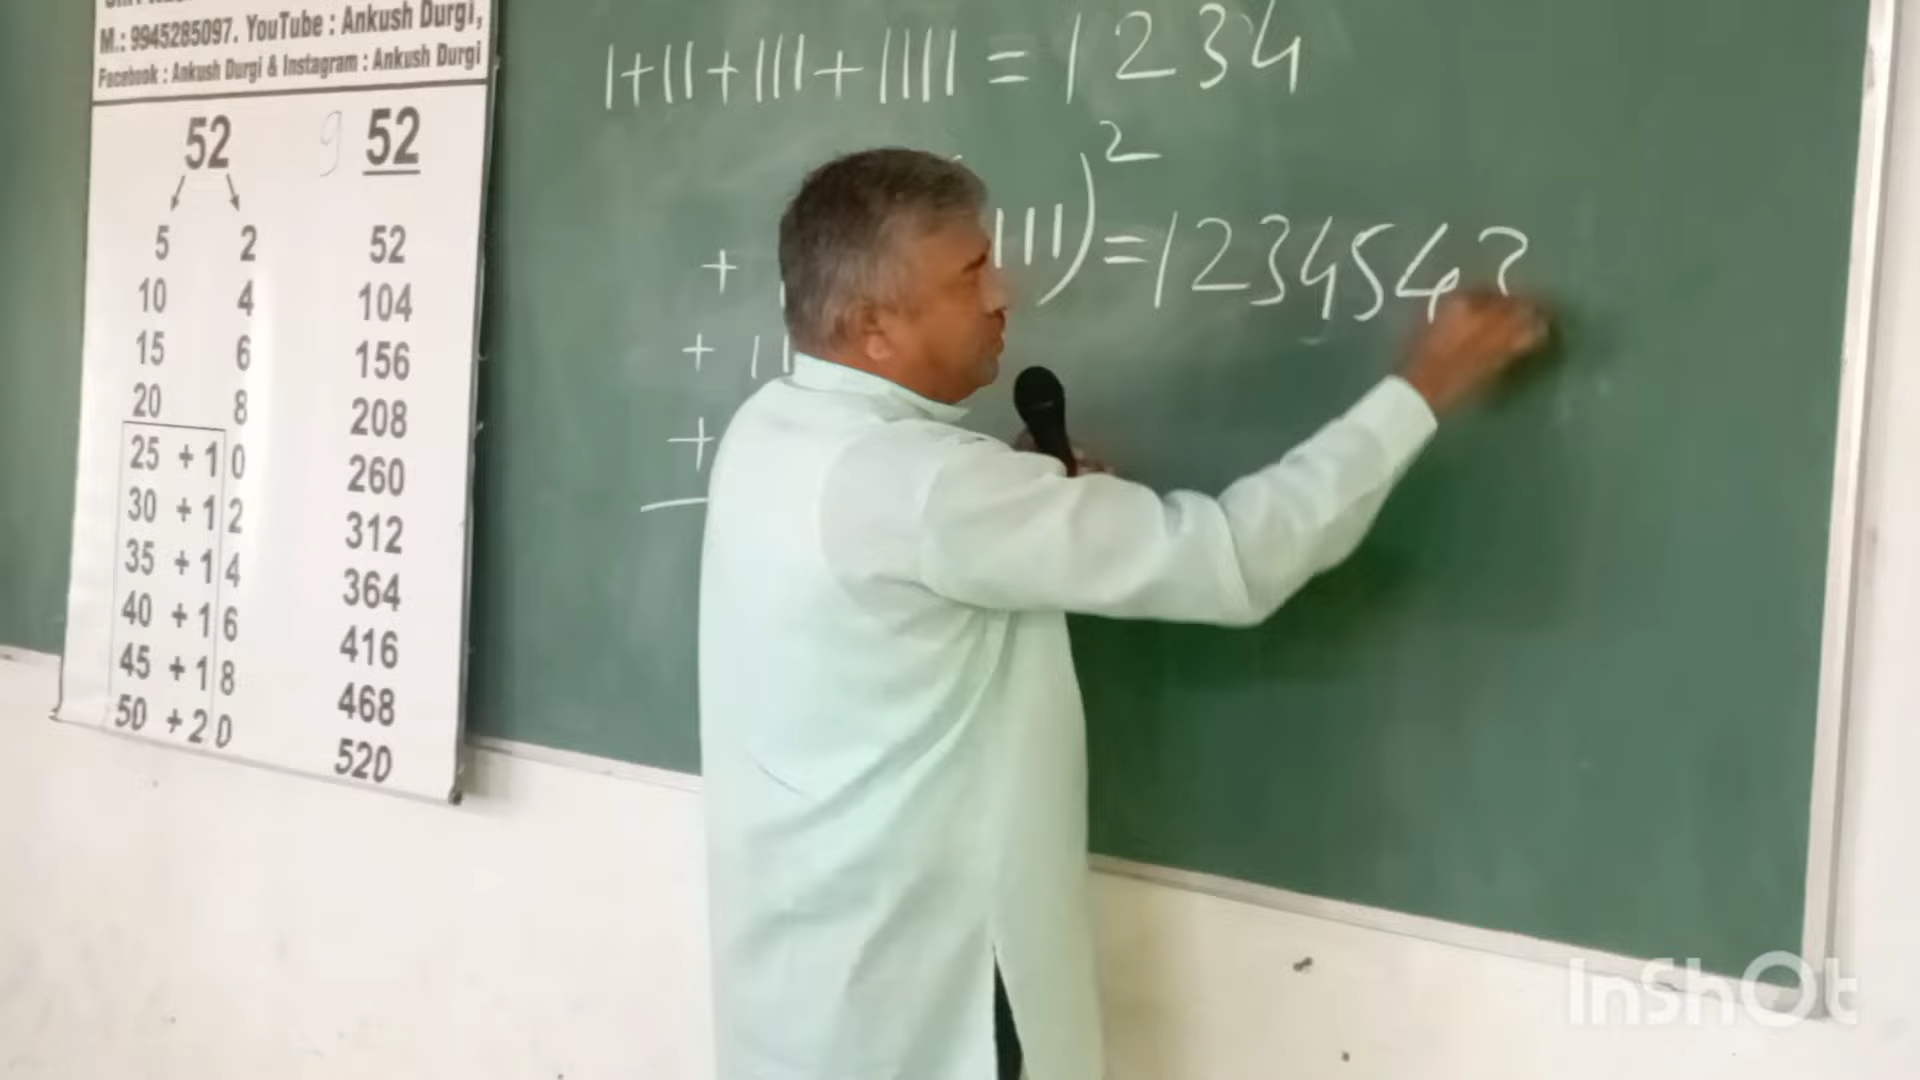 M.: 9945285097. YouTube : Ankush Durgi,
Facebook : Ankush Durgi & Instagram : Ankush Durgi
52 9 52
5 2 52
10 4 104
15 6 156
20 8 208
25 + 1 0 260
30 + 1 2 312
35 + 1 4 364
40 + 1 6 416
45 + 1 8 468
50 + 2 0 520
1+11+111+1111 = 1234
111)² = 1234543
+
+ 11
+
InShOt